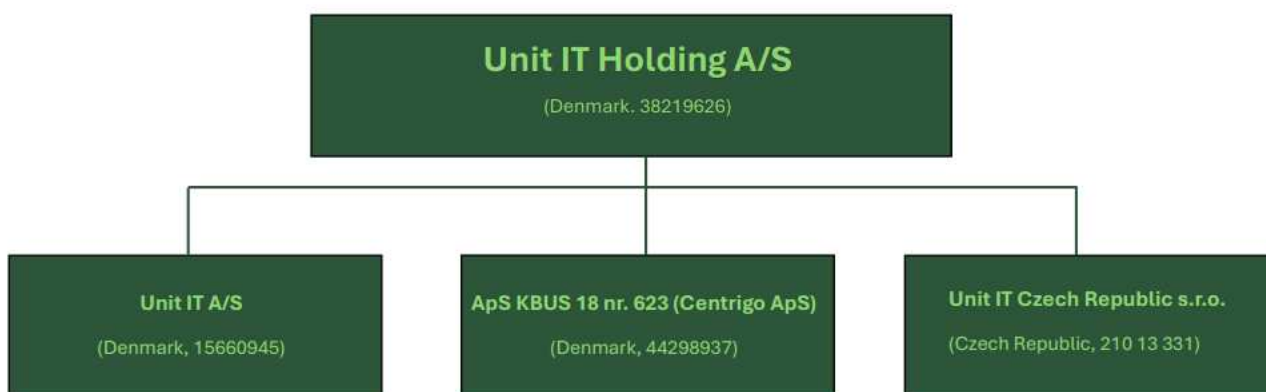 Unit IT Holding A/S
(Denmark. 38219626)
Unit IT A/S
(Denmark, 15660945)
ApS KBUS 18 nr. 623 (Centrigo ApS)
(Denmark, 44298937)
Unit IT Czech Republic s.r.o.
(Czech Republic, 210 13 331)